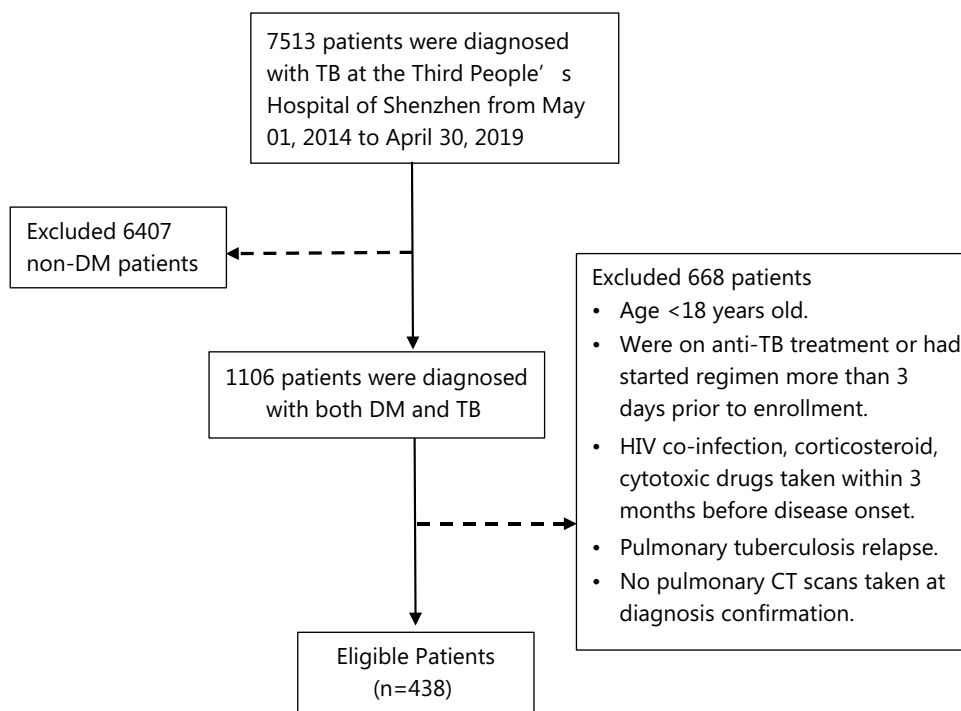 7513 patients were diagnosed
with TB at the Third People’ s
Hospital of Shenzhen from May
01, 2014 to April 30, 2019
Excluded 6407
non-DM patients
Excluded 668 patients
• Age <18 years old.
• Were on anti-TB treatment or had
started regimen more than 3
days prior to enrollment.
• HIV co-infection, corticosteroid,
cytotoxic drugs taken within 3
months before disease onset.
• Pulmonary tuberculosis relapse.
• No pulmonary CT scans taken at
diagnosis confirmation.
1106 patients were diagnosed
with both DM and TB
Eligible Patients
(n=438)